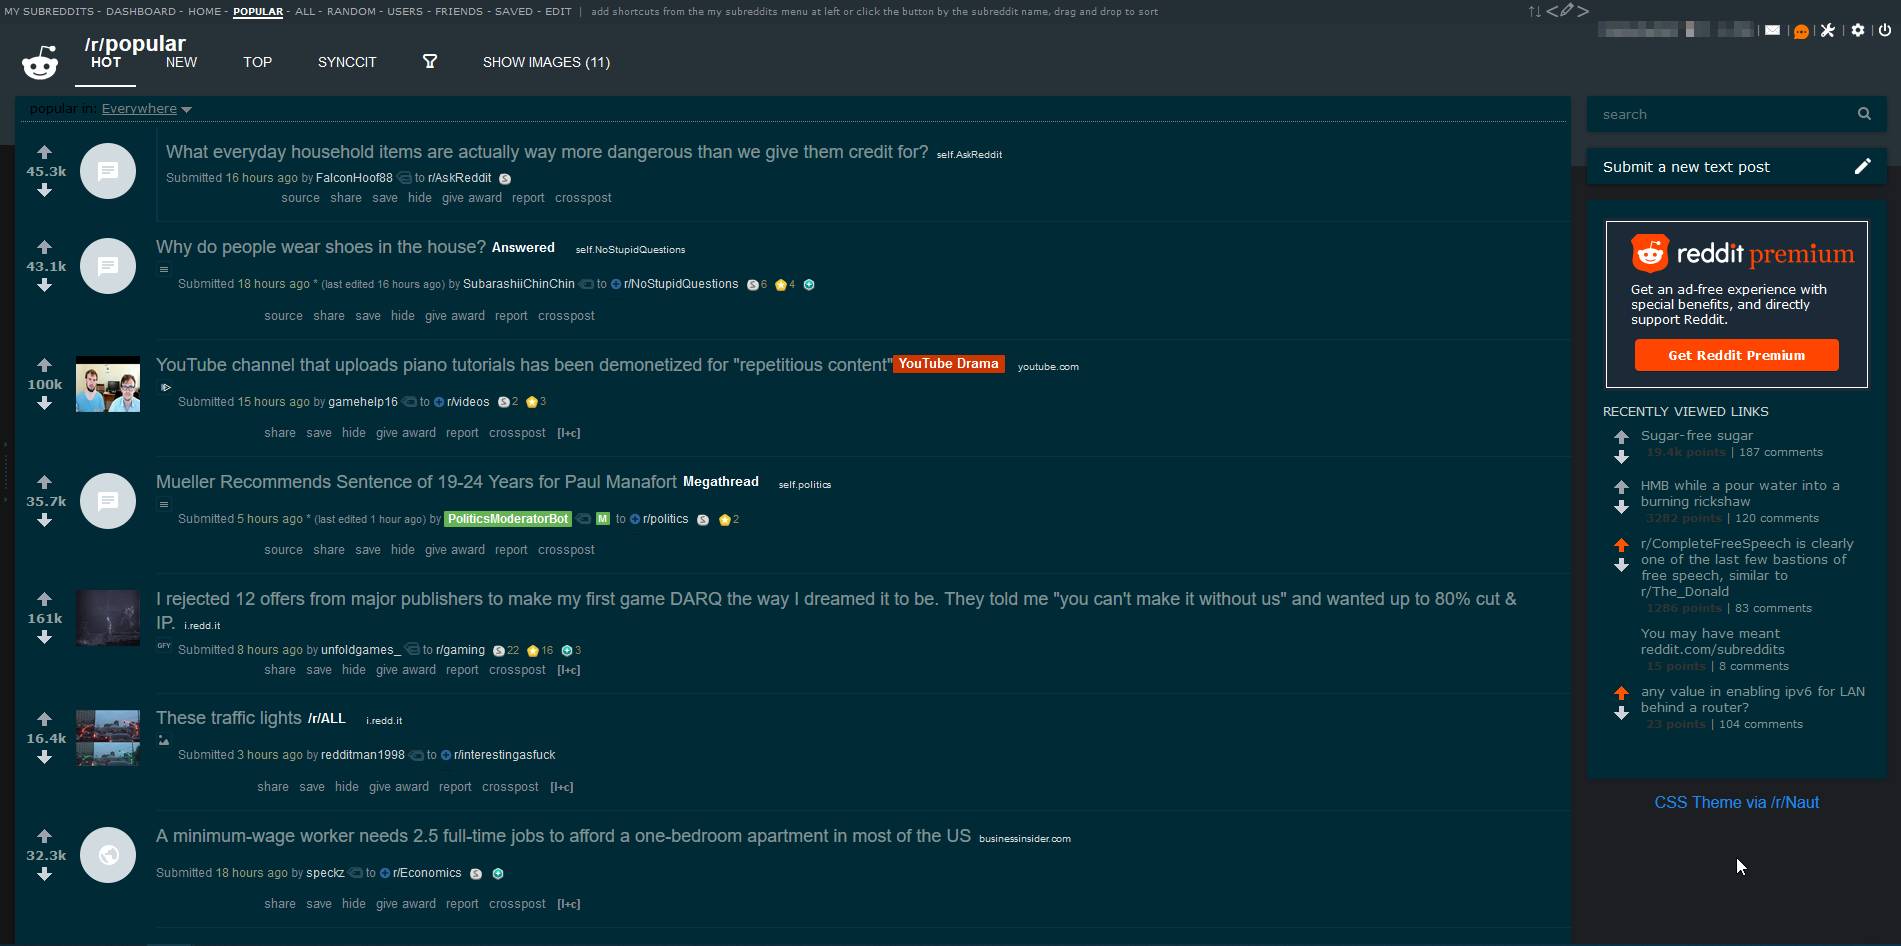 MY SUBREDDITS - DASHBOARD - HOME - POPULAR - ALL - RANDOM - USERS - FRIENDS - SAVED - EDIT | add shortcuts from the my subreddits menu at left or click the button by the subreddit name, drag and drop to sort
/r/popular
HOT NEW TOP SYNCCIT SHOW IMAGES (11)
popular in: Everywhere
45.3k
What everyday household items are actually way more dangerous than we give them credit for? self.AskReddit
Submitted 16 hours ago by FalconHoof88 to r/AskReddit
source share save hide give award report crosspost
43.1k
Why do people wear shoes in the house? Answered self.NoStupidQuestions
Submitted 18 hours ago * (last edited 16 hours ago) by SubarashiiChinChin to r/NoStupidQuestions 6 4
source share save hide give award report crosspost
100k
YouTube channel that uploads piano tutorials has been demonetized for "repetitious content" YouTube Drama youtube.com
Submitted 15 hours ago by gamehelp16 to r/videos 2 3
share save hide give award report crosspost [l+c]
35.7k
Mueller Recommends Sentence of 19-24 Years for Paul Manafort Megathread self.politics
Submitted 5 hours ago * (last edited 1 hour ago) by PoliticsModeratorBot M to r/politics 2
source share save hide give award report crosspost
161k
I rejected 12 offers from major publishers to make my first game DARQ the way I dreamed it to be. They told me "you can't make it without us" and wanted up to 80% cut &
IP. i.redd.it
GFY Submitted 8 hours ago by unfoldgames_ to r/gaming 22 16 3
share save hide give award report crosspost [l+c]
16.4k
These traffic lights /r/ALL i.redd.it
Submitted 3 hours ago by redditman1998 to r/interestingasfuck
share save hide give award report crosspost [l+c]
32.3k
A minimum-wage worker needs 2.5 full-time jobs to afford a one-bedroom apartment in most of the US businessinsider.com
Submitted 18 hours ago by speckz to r/Economics
share save hide give award report crosspost [l+c]
search
Submit a new text post
reddit premium
Get an ad-free experience with
special benefits, and directly
support Reddit.
Get Reddit Premium
RECENTLY VIEWED LINKS
Sugar-free sugar
19.4k points | 187 comments
HMB while a pour water into a
burning rickshaw
3282 points | 120 comments
r/CompleteFreeSpeech is clearly
one of the last few bastions of
free speech, similar to
r/The_Donald
1286 points | 83 comments
You may have meant
reddit.com/subreddits
15 points | 8 comments
any value in enabling ipv6 for LAN
behind a router?
23 points | 104 comments
CSS Theme via /r/Naut